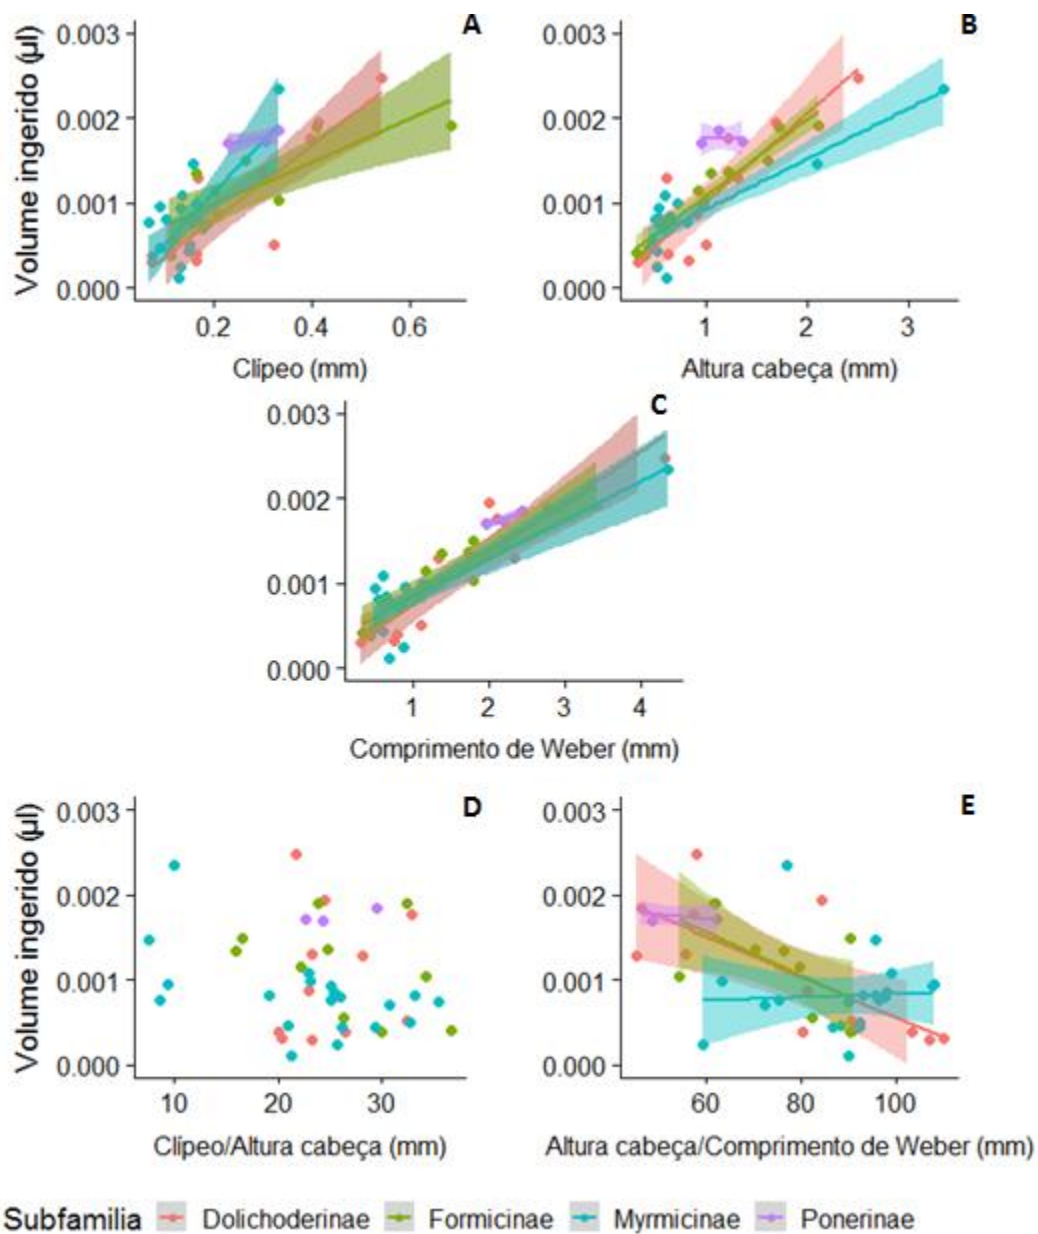 A
B
Volume ingerido (µl)
0.003
0.002
0.001
0.000
0.2 0.4 0.6
Clípeo (mm)
0.003
0.002
0.001
0.000
1 2 3
Altura cabeça (mm)
C
0.003
0.002
0.001
0.000
1 2 3 4
Comprimento de Weber (mm)
D
E
Volume ingerido (µl)
0.003
0.002
0.001
0.000
10 20 30
Clípeo/Altura cabeça (mm)
0.003
0.002
0.001
0.000
60 80 100
Altura cabeça/Comprimento de Weber (mm)
Subfamilia Dolichoderinae Formicinae Myrmicinae Ponerinae